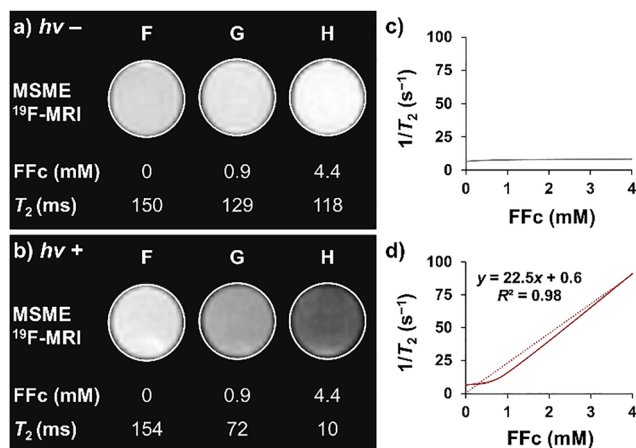 a) hv –
F G H
MSME
¹⁹F-MRI
FFc (mM) 0 0.9 4.4
T₂ (ms) 150 129 118
b) hv +
F G H
MSME
¹⁹F-MRI
FFc (mM) 0 0.9 4.4
T₂ (ms) 154 72 10
c)
1/T₂ (s⁻¹)
100
75
50
25
0
0 1 2 3 4
FFc (mM)
d)
1/T₂ (s⁻¹)
100
75
50
25
0
y = 22.5x + 0.6
R² = 0.98
0 1 2 3 4
FFc (mM)